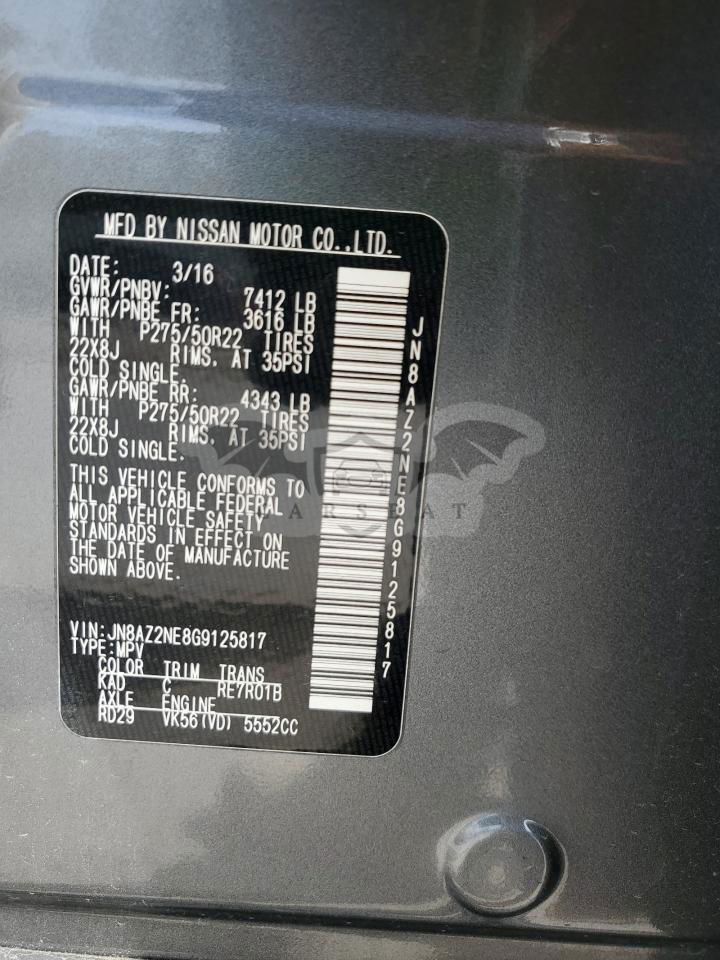 MFD BY NISSAN MOTOR CO.,LTD.
DATE: 3/16
GVWR/PNBV: 7412 LB
GAWR/PNBE FR: 3616 LB
WITH P275/50R22 TIRES
22X8J RIMS, AT 35PSI
COLD SINGLE.
GAWR/PNBE RR: 4343 LB
WITH P275/50R22 TIRES
22X8J RIMS, AT 35PSI
COLD SINGLE.
THIS VEHICLE CONFORMS TO
ALL APPLICABLE FEDERAL
MOTOR VEHICLE SAFETY
STANDARDS IN EFFECT ON
THE DATE OF MANUFACTURE
SHOWN ABOVE.
VIN:JN8AZ2NE8G9125817
TYPE:MPV
COLOR TRIM TRANS
KAD C RE7R01B
AXLE ENGINE
RD29 VK56(VD) 5552CC
JN8AZ2NE8G9125817
CARSFAT